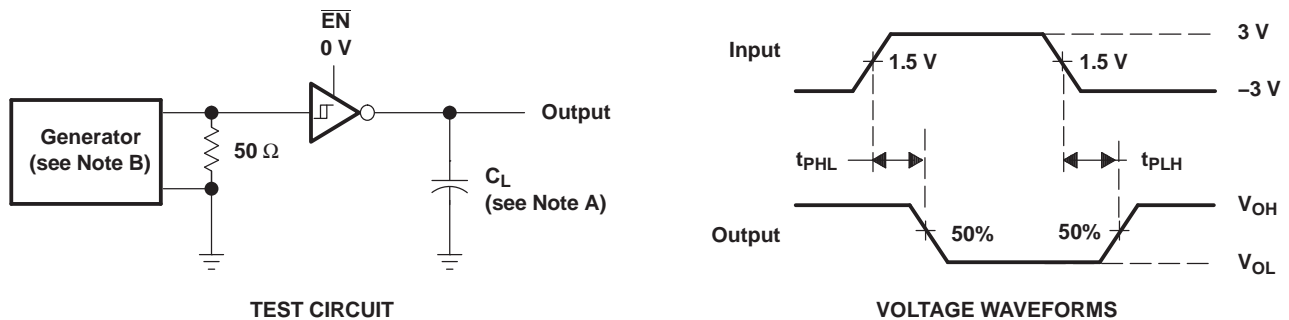 EN
0 V
Generator
(see Note B)
50 Ω
Output
CL
(see Note A)
TEST CIRCUIT
Input
3 V
1.5 V
1.5 V
–3 V
tPHL
tPLH
Output
50%
50%
VOH
VOL
VOLTAGE WAVEFORMS